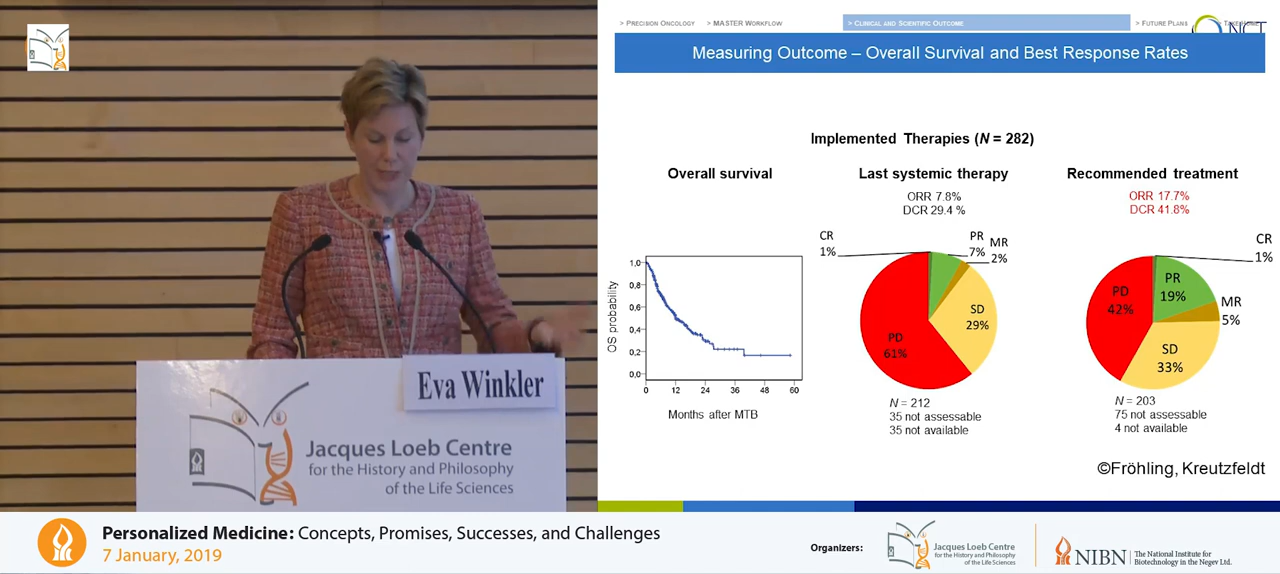 > Precision Oncology > MASTER Workflow > Clinical and Scientific Outcome > Future Plans
NCT
Measuring Outcome – Overall Survival and Best Response Rates
Implemented Therapies (N = 282)
Overall survival
OS probability
1,0
0,8
0,6
0,4
0,2
0,0
0 12 24 36 48 60
Months after MTB
Last systemic therapy
ORR 7.8%
DCR 29.4 %
CR
1%
PR
7%
MR
2%
SD
29%
PD
61%
N = 212
35 not assessable
35 not available
Recommended treatment
ORR 17.7%
DCR 41.8%
CR
1%
PR
19%
MR
5%
SD
33%
PD
42%
N = 203
75 not assessable
4 not available
©Fröhling, Kreutzfeldt
Eva Winkler
Jacques Loeb Centre
for the History and Philosophy
of the Life Sciences
Personalized Medicine: Concepts, Promises, Successes, and Challenges
7 January, 2019
Organizers:
Jacques Loeb Centre
for the History and Philosophy
of the Life Sciences
NIBN
The National Institute for
Biotechnology in the Negev Ltd.